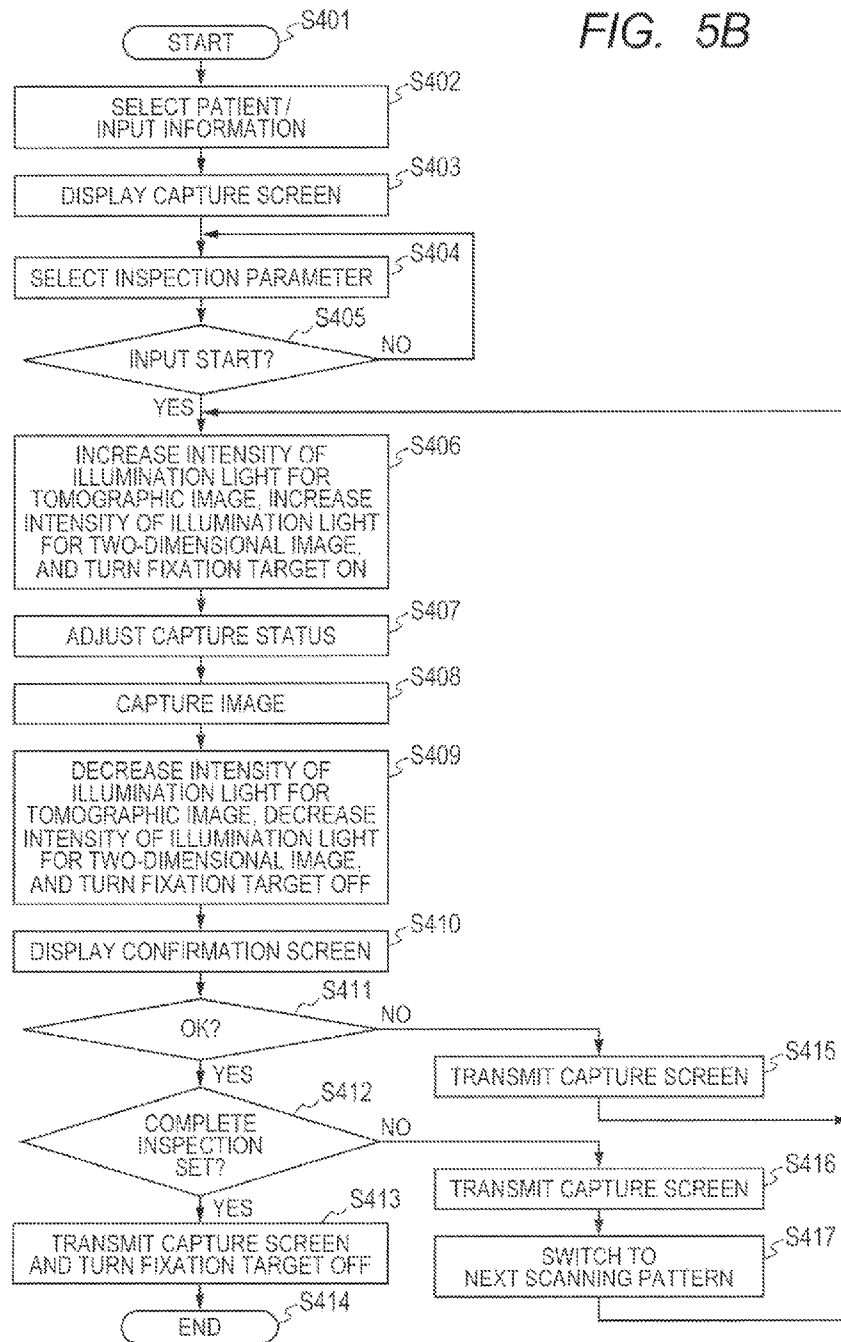 FIG. 5B
START
S401
SELECT PATIENT/
INPUT INFORMATION
S402
DISPLAY CAPTURE SCREEN
S403
SELECT INSPECTION PARAMETER
S404
INPUT START?
S405
NO
YES
INCREASE INTENSITY OF
ILLUMINATION LIGHT FOR
TOMOGRAPHIC IMAGE, INCREASE
INTENSITY OF ILLUMINATION LIGHT
FOR TWO-DIMENSIONAL IMAGE,
AND TURN FIXATION TARGET ON
S406
ADJUST CAPTURE STATUS
S407
CAPTURE IMAGE
S408
DECREASE INTENSITY OF
ILLUMINATION LIGHT FOR
TOMOGRAPHIC IMAGE, DECREASE
INTENSITY OF ILLUMINATION LIGHT
FOR TWO-DIMENSIONAL IMAGE,
AND TURN FIXATION TARGET OFF
S409
DISPLAY CONFIRMATION SCREEN
S410
OK?
S411
NO
YES
TRANSMIT CAPTURE SCREEN
S415
COMPLETE
INSPECTION
SET?
S412
NO
YES
TRANSMIT CAPTURE SCREEN
S416
TRANSMIT CAPTURE SCREEN
AND TURN FIXATION TARGET OFF
S413
SWITCH TO
NEXT SCANNING PATTERN
S417
END
S414